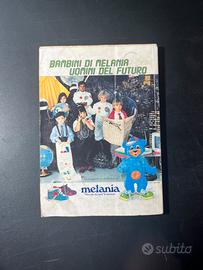 BAMBINI DI MELANIA
UOMINI DEL FUTURO
melania
subito